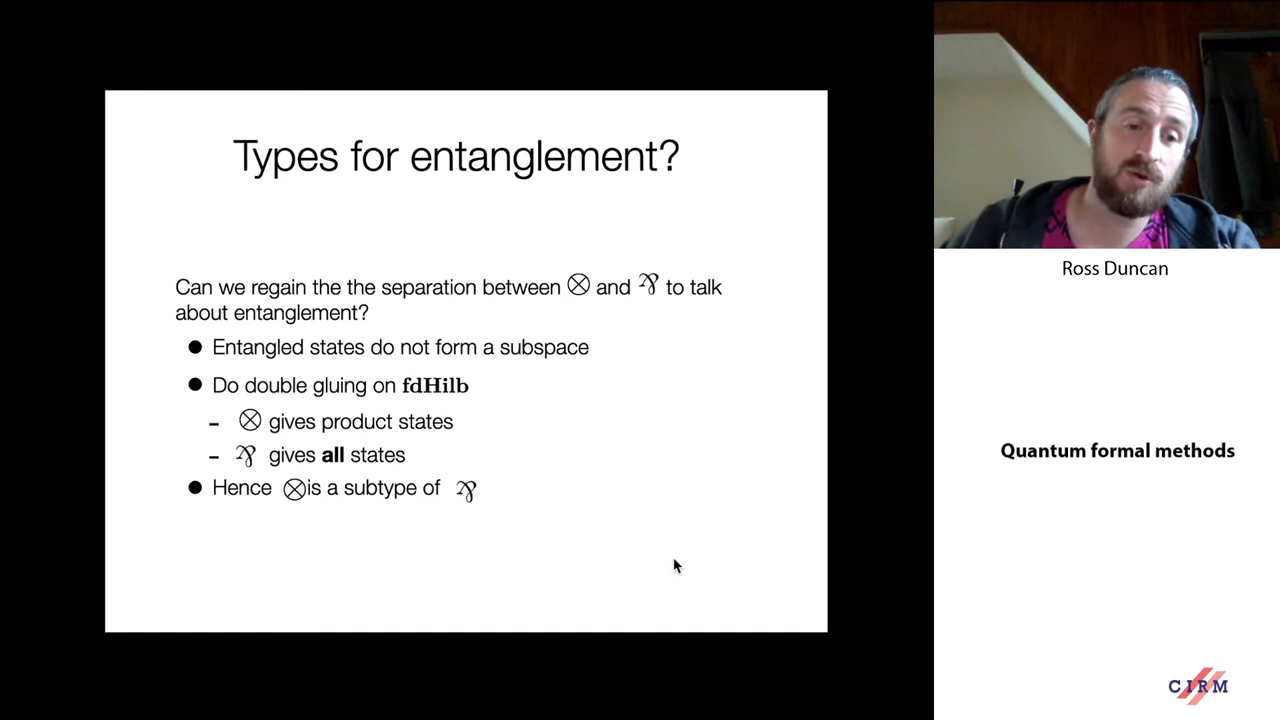 Types for entanglement?
Can we regain the the separation between ⊗ and ⅋ to talk
about entanglement?
● Entangled states do not form a subspace
● Do double gluing on fdHilb
– ⊗ gives product states
– ⅋ gives all states
● Hence ⊗is a subtype of ⅋
Ross Duncan
Quantum formal methods
CIRM